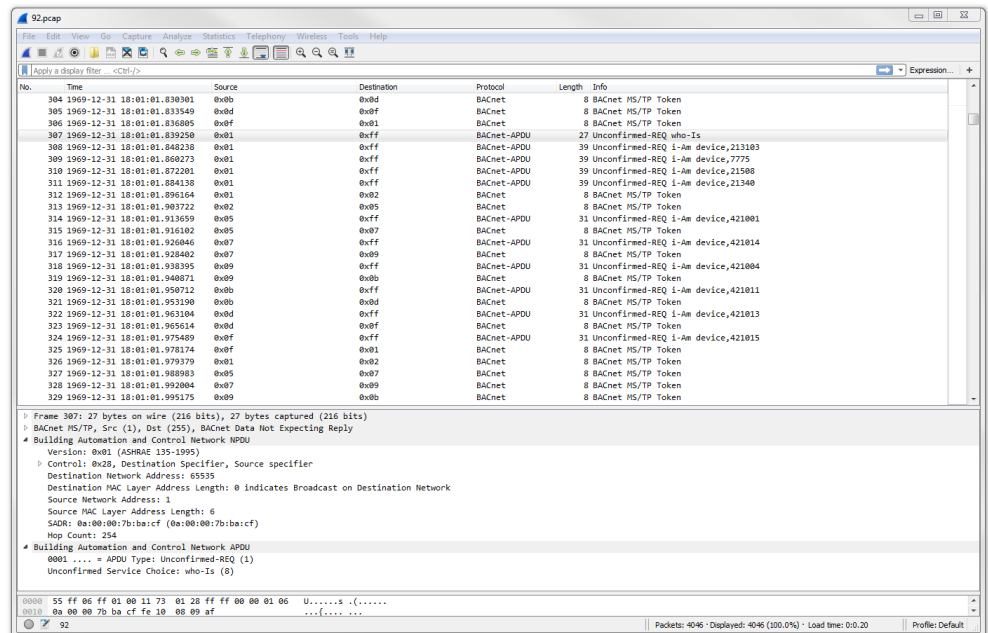 92.pcap
File Edit View Go Capture Analyze Statistics Telephony Wireless Tools Help
Apply a display filter ... <Ctrl-/> Expression... +
No. Time Source Destination Protocol Length Info
304 1969-12-31 18:01:01.830301 0x0b 0x0d BACnet 8 BACnet MS/TP Token
305 1969-12-31 18:01:01.833549 0x0d 0x0f BACnet 8 BACnet MS/TP Token
306 1969-12-31 18:01:01.836805 0x0f 0x01 BACnet 8 BACnet MS/TP Token
307 1969-12-31 18:01:01.839250 0x01 0xff BACnet-APDU 27 Unconfirmed-REQ who-Is
308 1969-12-31 18:01:01.848238 0x01 0xff BACnet-APDU 39 Unconfirmed-REQ i-Am device,213103
309 1969-12-31 18:01:01.860273 0x01 0xff BACnet-APDU 39 Unconfirmed-REQ i-Am device,7775
310 1969-12-31 18:01:01.872201 0x01 0xff BACnet-APDU 39 Unconfirmed-REQ i-Am device,21508
311 1969-12-31 18:01:01.884138 0x01 0xff BACnet-APDU 39 Unconfirmed-REQ i-Am device,21340
312 1969-12-31 18:01:01.896164 0x01 0x02 BACnet 8 BACnet MS/TP Token
313 1969-12-31 18:01:01.903722 0x02 0x05 BACnet 8 BACnet MS/TP Token
314 1969-12-31 18:01:01.913659 0x05 0xff BACnet-APDU 31 Unconfirmed-REQ i-Am device,421001
315 1969-12-31 18:01:01.916102 0x05 0x07 BACnet 8 BACnet MS/TP Token
316 1969-12-31 18:01:01.926046 0x07 0xff BACnet-APDU 31 Unconfirmed-REQ i-Am device,421014
317 1969-12-31 18:01:01.928402 0x07 0x09 BACnet 8 BACnet MS/TP Token
318 1969-12-31 18:01:01.938395 0x09 0xff BACnet-APDU 31 Unconfirmed-REQ i-Am device,421004
319 1969-12-31 18:01:01.940871 0x09 0x0b BACnet 8 BACnet MS/TP Token
320 1969-12-31 18:01:01.950712 0x0b 0xff BACnet-APDU 31 Unconfirmed-REQ i-Am device,421011
321 1969-12-31 18:01:01.953190 0x0b 0x0d BACnet 8 BACnet MS/TP Token
322 1969-12-31 18:01:01.963104 0x0d 0xff BACnet-APDU 31 Unconfirmed-REQ i-Am device,421013
323 1969-12-31 18:01:01.965614 0x0d 0x0f BACnet 8 BACnet MS/TP Token
324 1969-12-31 18:01:01.975489 0x0f 0xff BACnet-APDU 31 Unconfirmed-REQ i-Am device,421015
325 1969-12-31 18:01:01.978174 0x0f 0x01 BACnet 8 BACnet MS/TP Token
326 1969-12-31 18:01:01.979379 0x01 0x02 BACnet 8 BACnet MS/TP Token
327 1969-12-31 18:01:01.988983 0x05 0x07 BACnet 8 BACnet MS/TP Token
328 1969-12-31 18:01:01.992004 0x07 0x09 BACnet 8 BACnet MS/TP Token
329 1969-12-31 18:01:01.995175 0x09 0x0b BACnet 8 BACnet MS/TP Token
Frame 307: 27 bytes on wire (216 bits), 27 bytes captured (216 bits)
BACnet MS/TP, Src (1), Dst (255), BACnet Data Not Expecting Reply
Building Automation and Control Network NPDU
Version: 0x01 (ASHRAE 135-1995)
Control: 0x28, Destination Specifier, Source specifier
Destination Network Address: 65535
Destination MAC Layer Address Length: 0 indicates Broadcast on Destination Network
Source Network Address: 1
Source MAC Layer Address Length: 6
SADR: 0a:00:00:7b:ba:cf (0a:00:00:7b:ba:cf)
Hop Count: 254
Building Automation and Control Network APDU
0001 .... = APDU Type: Unconfirmed-REQ (1)
Unconfirmed Service Choice: who-Is (8)
0000 55 ff 06 ff 01 00 11 73 01 28 ff ff 00 00 01 06 U......s .(......
0010 0a 00 00 7b ba cf fe 10 08 09 af ...{.... ...
92 Packets: 4046 · Displayed: 4046 (100.0%) · Load time: 0:0.20 Profile: Default